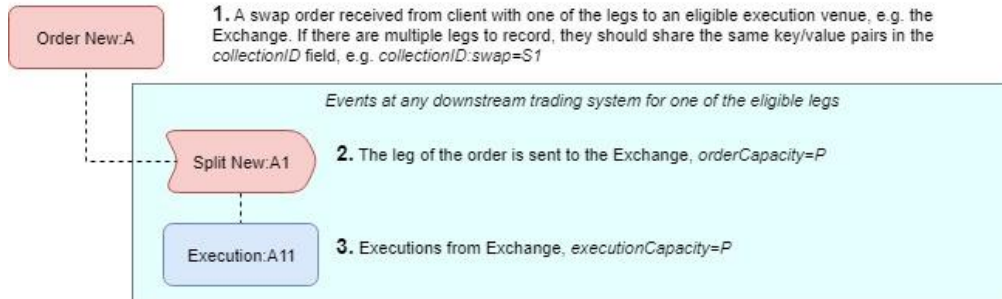 Order New:A
1. A swap order received from client with one of the legs to an eligible execution venue, e.g. the
Exchange. If there are multiple legs to record, they should share the same key/value pairs in the
collectionID field, e.g. collectionID:swap=S1
Events at any downstream trading system for one of the eligible legs
Split New:A1
2. The leg of the order is sent to the Exchange, orderCapacity=P
Execution:A11
3. Executions from Exchange, executionCapacity=P